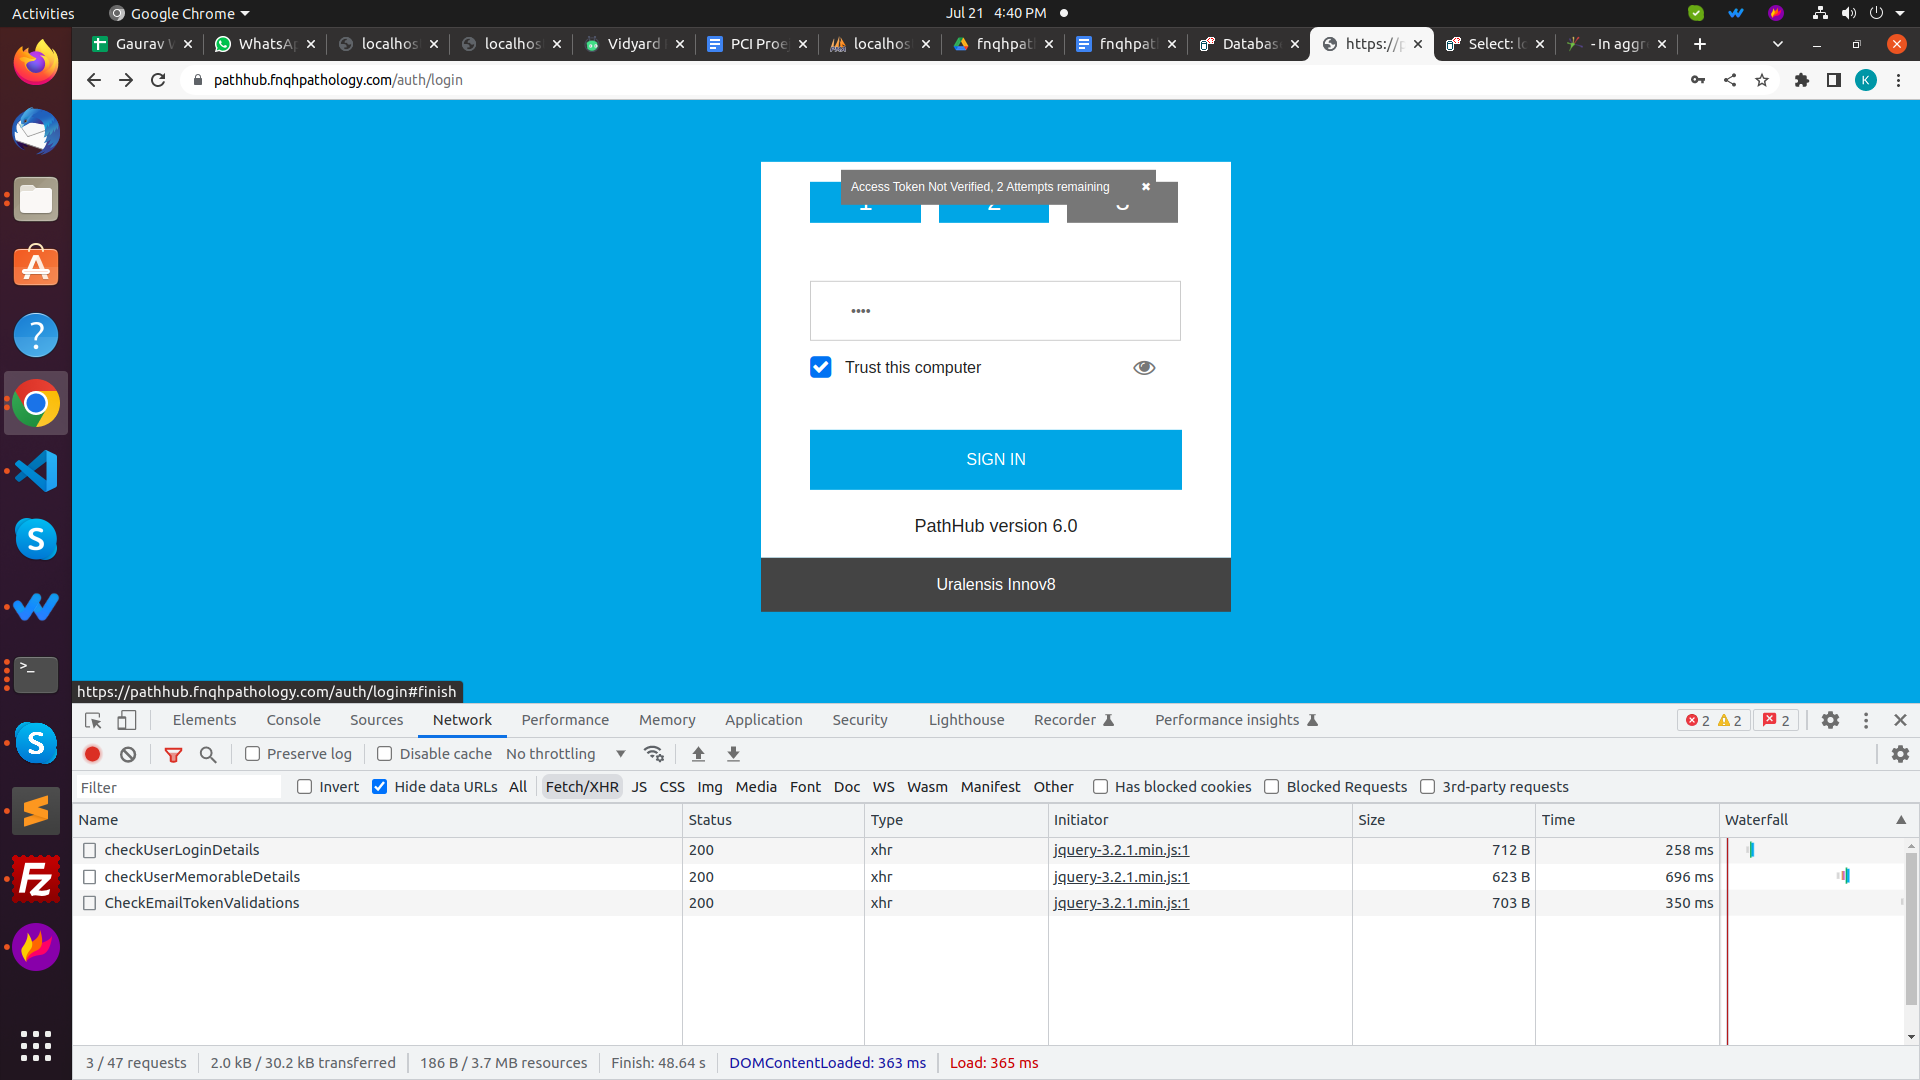 Activities Google Chrome Jul 21 4:40 PM
Gaurav W WhatsAp localhos localhos Vidyard PCI Proe localhos fnqhpat fnqhpat Databas https://p Select: lo - In aggr
pathhub.fnqhpathology.com/auth/login K
Access Token Not Verified, 2 Attempts remaining ✖
1 2 3
••••
Trust this computer
SIGN IN
PathHub version 6.0
Uralensis Innov8
https://pathhub.fnqhpathology.com/auth/login#finish
Elements Console Sources Network Performance Memory Application Security Lighthouse Recorder Performance insights 2 2 2
Preserve log Disable cache No throttling
Filter Invert Hide data URLs All Fetch/XHR JS CSS Img Media Font Doc WS Wasm Manifest Other Has blocked cookies Blocked Requests 3rd-party requests
Name Status Type Initiator Size Time Waterfall
checkUserLoginDetails 200 xhr jquery-3.2.1.min.js:1 712 B 258 ms
checkUserMemorableDetails 200 xhr jquery-3.2.1.min.js:1 623 B 696 ms
CheckEmailTokenValidations 200 xhr jquery-3.2.1.min.js:1 703 B 350 ms
3 / 47 requests 2.0 kB / 30.2 kB transferred 186 B / 3.7 MB resources Finish: 48.64 s DOMContentLoaded: 363 ms Load: 365 ms